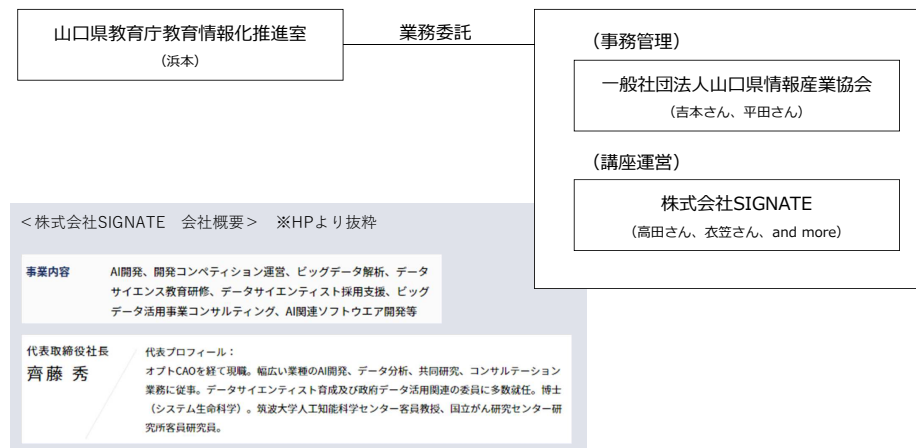 山口県教育庁教育情報化推進室
（浜本）
業務委託
（事務管理）
一般社団法人山口県情報産業協会
（吉本さん、平田さん）
（講座運営）
株式会社SIGNATE
（高田さん、衣笠さん、and more）
＜株式会社SIGNATE　会社概要＞　※HPより抜粋
事業内容
AI開発、開発コンペティション運営、ビッグデータ解析、データ
サイエンス教育研修、データサイエンティスト採用支援、ビッグ
データ活用事業コンサルティング、AI関連ソフトウエア開発等
代表取締役社長
齊藤 秀
代表プロフィール：
オプトCAOを経て現職。幅広い業種のAI開発、データ分析、共同研究、コンサルテーション
業務に従事。データサイエンティスト育成及び政府データ活用関連の委員に多数就任。博士
（システム生命科学）。筑波大学人工知能科学センター客員教授、国立がん研究センター研
究所客員研究員。